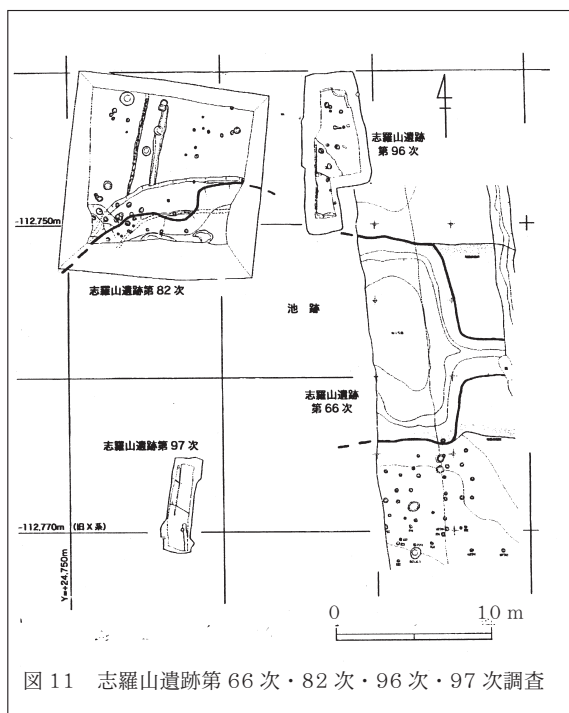 志羅山遺跡
第 96 次
-112,750m
志羅山遺跡第 82 次
池 跡
志羅山遺跡
第 66 次
志羅山遺跡第 97 次
-112,770m (旧 X 系)
Y=+24,750m
0 10 m
図 11 志羅山遺跡第 66 次・82 次・96 次・97 次調査